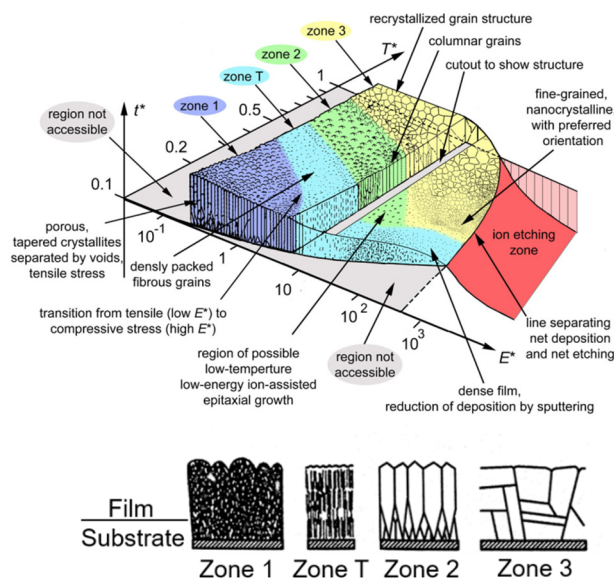 recrystallized grain structure
columnar grains
cutout to show structure
zone 3
T*
zone 2
zone T
zone 1
fine-grained,
nanocrystalline,
with preferred
orientation
region not
accessible
t*
1
0.5
0.2
0.1
10-1
1
10
10²
10³
E*
ion etching
zone
porous,
tapered crystallites
separated by voids,
tensile stress
densly packed
fibrous grains
transition from tensile (low E*) to
compressive stress (high E*)
region of possible
low-temperture
low-energy ion-assisted
epitaxial growth
region not
accessible
line separating
net deposition
and net etching
dense film,
reduction of deposition by sputtering
Film
Substrate
Zone 1
Zone T
Zone 2
Zone 3